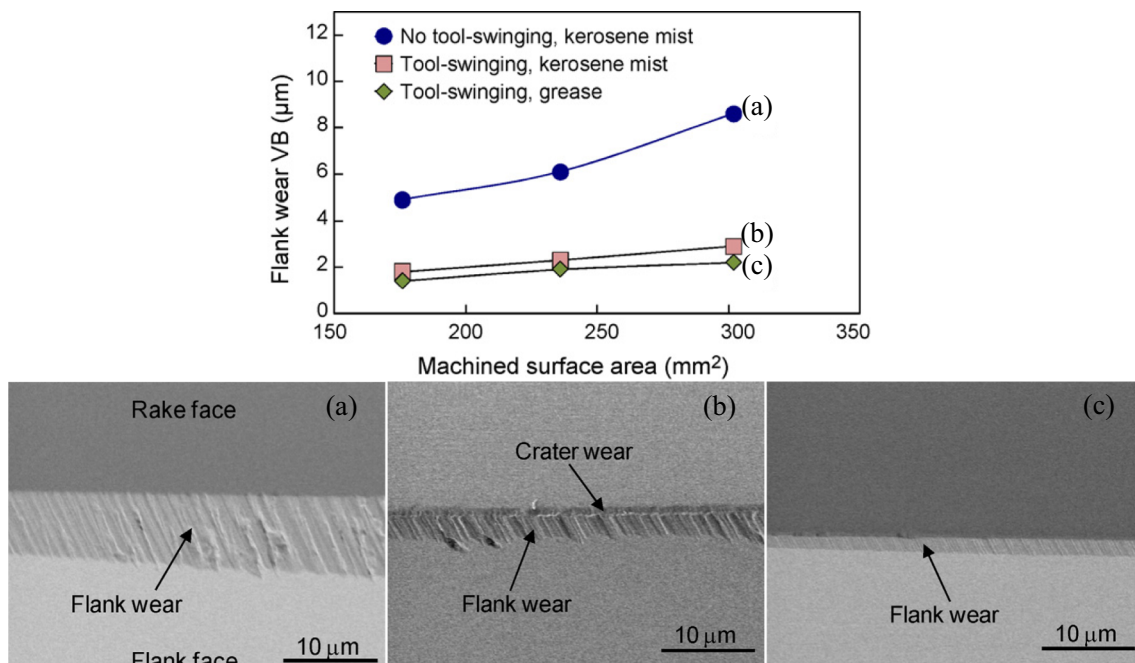 12
10
8
6
4
2
0
Flank wear VB (μm)
No tool-swinging, kerosene mist
Tool-swinging, kerosene mist
Tool-swinging, grease
(a)
(b)
(c)
150
200
250
300
350
Machined surface area (mm²)
Rake face
(a)
Flank wear
Flank face
10 μm
(b)
Crater wear
Flank wear
10 μm
(c)
Flank wear
10 μm